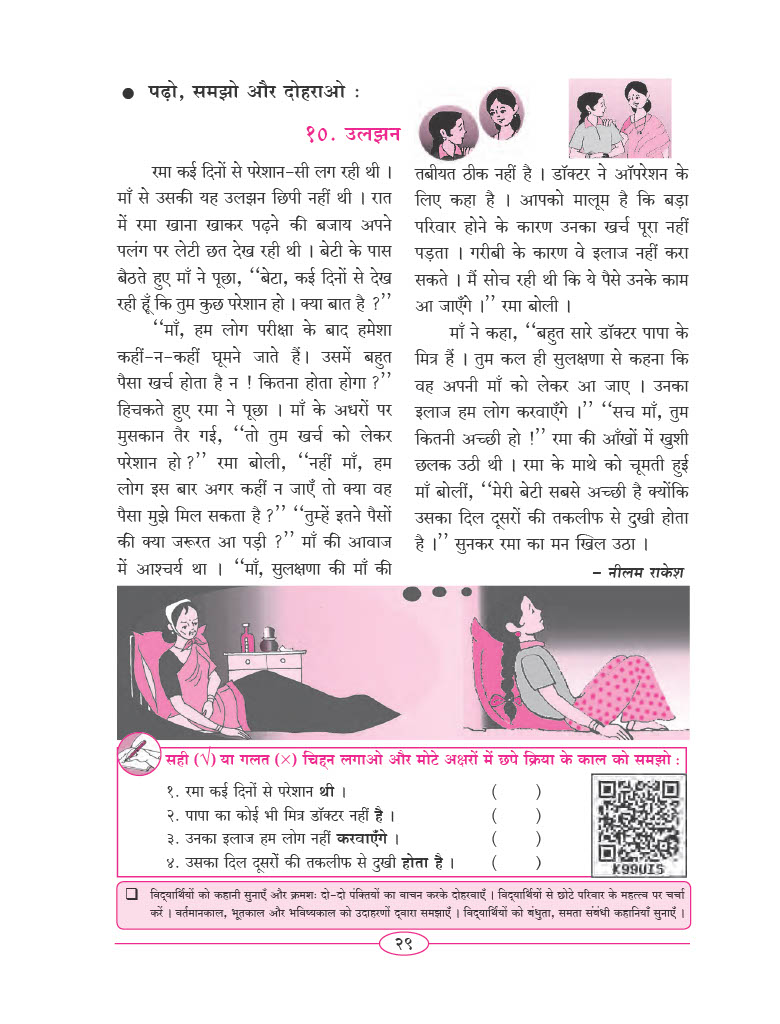 ● पढ़ो, समझो और दोहराओ :
१०. उलझन
रमा कई दिनों से परेशान-सी लग रही थी ।
माँ से उसकी यह उलझन छिपी नहीं थी । रात
में रमा खाना खाकर पढ़ने की बजाय अपने
पलंग पर लेटी छत देख रही थी । बेटी के पास
बैठते हुए माँ ने पूछा, ‘‘बेटा, कई दिनों से देख
रही हूँ कि तुम कुछ परेशान हो । क्या बात है ?’’
‘‘माँ, हम लोग परीक्षा के बाद हमेशा
कहीं-न-कहीं घूमने जाते हैं। उसमें बहुत
पैसा खर्च होता है न ! कितना होता होगा ?’’
हिचकते हुए रमा ने पूछा । माँ के अधरों पर
मुसकान तैर गई, ‘‘तो तुम खर्च को लेकर
परेशान हो ?’’ रमा बोली, ‘‘नहीं माँ, हम
लोग इस बार अगर कहीं न जाएँ तो क्या वह
पैसा मुझे मिल सकता है ?’’ ‘‘तुम्हें इतने पैसों
की क्या जरूरत आ पड़ी ?’’ माँ की आवाज
में आश्चर्य था । ‘‘माँ, सुलक्षणा की माँ की
तबीयत ठीक नहीं है । डॉक्टर ने ऑपरेशन के
लिए कहा है । आपको मालूम है कि बड़ा
परिवार होने के कारण उनका खर्च पूरा नहीं
पड़ता । गरीबी के कारण वे इलाज नहीं करा
सकते । मैं सोच रही थी कि ये पैसे उनके काम
आ जाएँगे ।’’ रमा बोली ।
माँ ने कहा, ‘‘बहुत सारे डॉक्टर पापा के
मित्र हैं । तुम कल ही सुलक्षणा से कहना कि
वह अपनी माँ को लेकर आ जाए । उनका
इलाज हम लोग करवाएँगे ।’’ ‘‘सच माँ, तुम
कितनी अच्छी हो !’’ रमा की आँखों में खुशी
छलक उठी थी । रमा के माथे को चूमती हुई
माँ बोलीं, ‘‘मेरी बेटी सबसे अच्छी है क्योंकि
उसका दिल दूसरों की तकलीफ से दुखी होता
है ।’’ सुनकर रमा का मन खिल उठा ।
– नीलम राकेश
सही (√) या गलत (×) चिह्न लगाओ और मोटे अक्षरों में छपे क्रिया के काल को समझो :
१. रमा कई दिनों से परेशान थी । ( )
२. पापा का कोई भी मित्र डॉक्टर नहीं है । ( )
३. उनका इलाज हम लोग नहीं करवाएँगे । ( )
४. उसका दिल दूसरों की तकलीफ से दुखी होता है । ( )
K99UI5
❑ विद्यार्थियों को कहानी सुनाएँ और क्रमशः दो-दो पंक्तियों का वाचन करके दोहरवाएँ । विद्यार्थियों से छोटे परिवार के महत्त्व पर चर्चा
करें । वर्तमानकाल, भूतकाल और भविष्यकाल को उदाहरणों द्वारा समझाएँ । विद्यार्थियों को बंधुता, समता संबंधी कहानियाँ सुनाएँ ।
२९